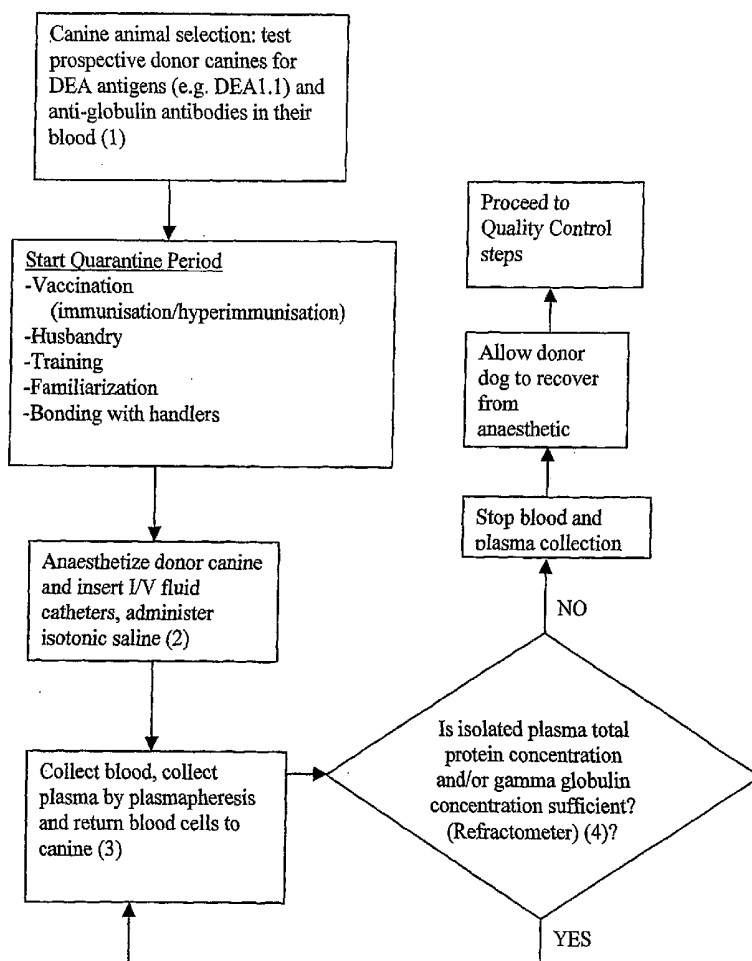 Canine animal selection: test
prospective donor canines for
DEA antigens (e.g. DEA1.1) and
anti-globulin antibodies in their
blood (1)
Start Quarantine Period
-Vaccination
(immunisation/hyperimmunisation)
-Husbandry
-Training
-Familiarization
-Bonding with handlers
Anaesthetize donor canine
and insert I/V fluid
catheters, administer
isotonic saline (2)
Collect blood, collect
plasma by plasmapheresis
and return blood cells to
canine (3)
Is isolated plasma total
protein concentration
and/or gamma globulin
concentration sufficient?
(Refractometer) (4)?
YES
NO
Stop blood and
plasma collection
Allow donor
dog to recover
from
anaesthetic
Proceed to
Quality Control
steps